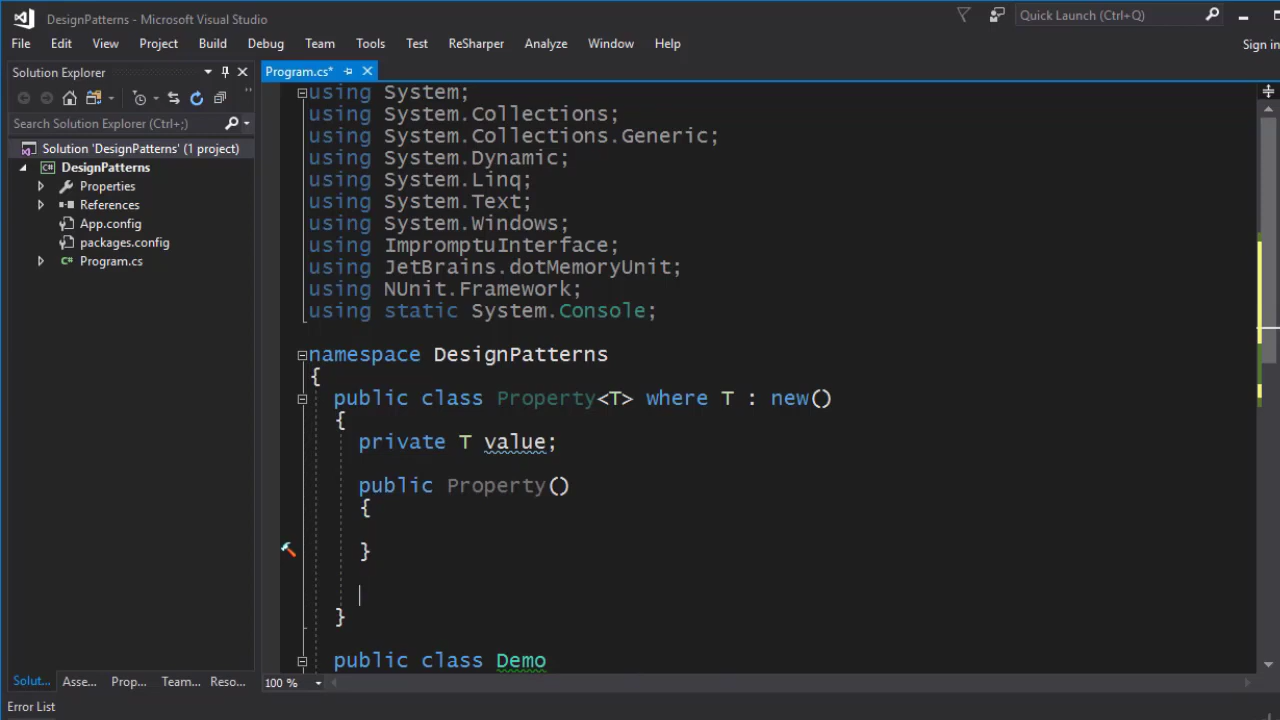 DesignPatterns - Microsoft Visual Studio
Quick Launch (Ctrl+Q)
File Edit View Project Build Debug Team Tools Test ReSharper Analyze Window Help
Sign in
Solution Explorer
Program.cs*
Search Solution Explorer (Ctrl+;)
Solution 'DesignPatterns' (1 project)
C# DesignPatterns
Properties
References
App.config
packages.config
C# Program.cs
using System;
using System.Collections;
using System.Collections.Generic;
using System.Dynamic;
using System.Linq;
using System.Text;
using System.Windows;
using ImpromptuInterface;
using JetBrains.dotMemoryUnit;
using NUnit.Framework;
using static System.Console;
namespace DesignPatterns
{
public class Property<T> where T : new()
{
private T value;
public Property()
{
}
}
public class Demo
Solut... Asse... Prop... Team... Reso...
100 %
Error List